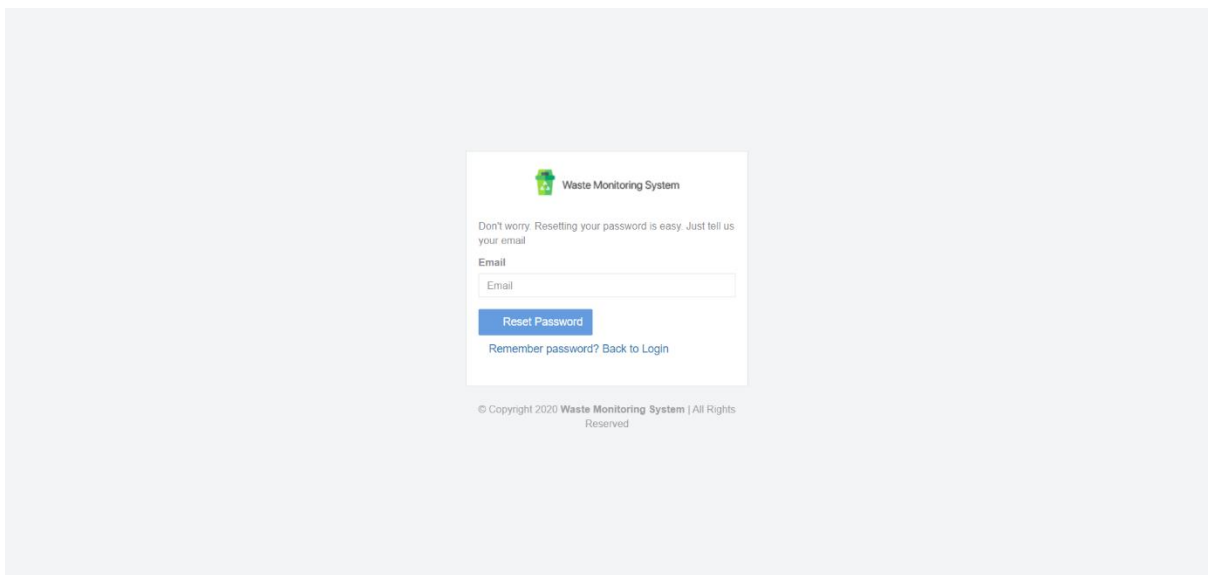 Waste Monitoring System
Don't worry. Resetting your password is easy. Just tell us
your email
Email
Email
Reset Password
Remember password? Back to Login
© Copyright 2020 Waste Monitoring System | All Rights
Reserved